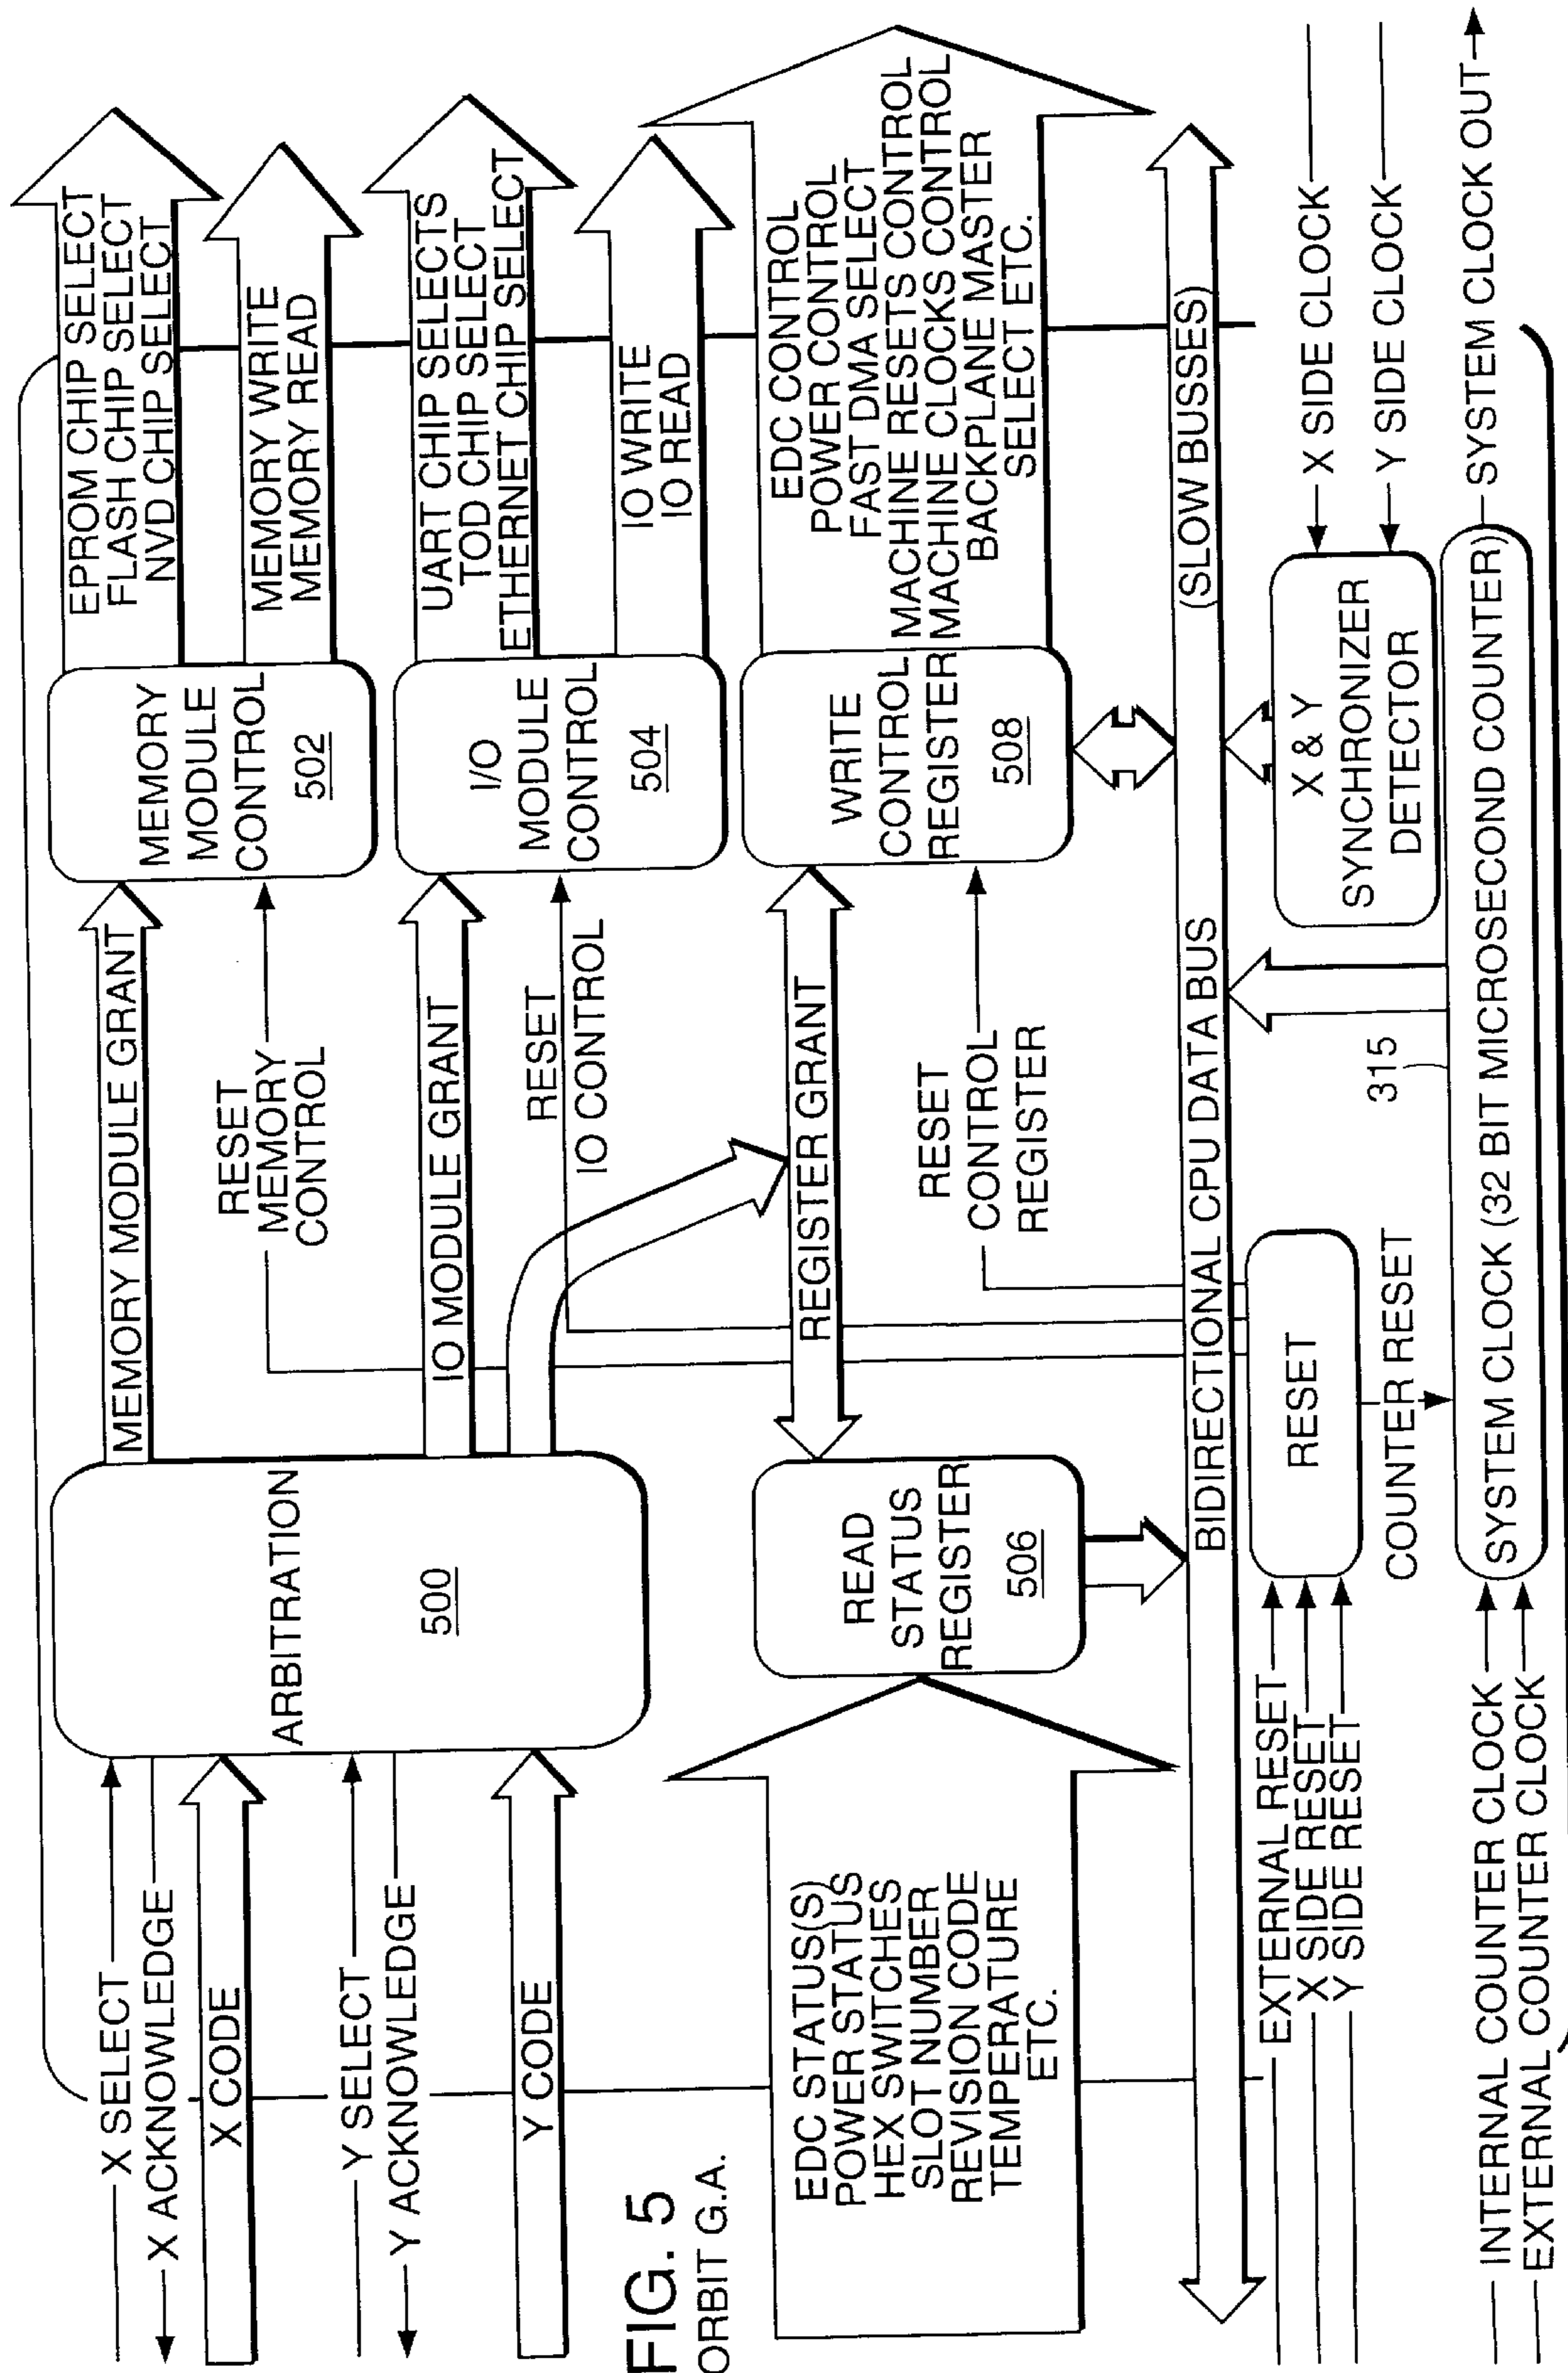 X SELECT
X ACKNOWLEDGE
X CODE
Y SELECT
Y ACKNOWLEDGE
Y CODE
ARBITRATION
500
MEMORY MODULE GRANT
RESET
MEMORY
CONTROL
IO MODULE GRANT
RESET
IO CONTROL
REGISTER GRANT
RESET
CONTROL
REGISTER
MEMORY
MODULE
CONTROL
502
I/O
MODULE
CONTROL
504
WRITE
CONTROL
REGISTER
508
EPROM CHIP SELECT
FLASH CHIP SELECT
NVD CHIP SELECT
MEMORY WRITE
MEMORY READ
UART CHIP SELECTS
TOD CHIP SELECT
ETHERNET CHIP SELECT
IO WRITE
IO READ
EDC CONTROL
POWER CONTROL
FAST DMA SELECT
MACHINE RESETS CONTROL
MACHINE CLOCKS CONTROL
BACKPLANE MASTER
SELECT ETC.
FIG. 5
ORBIT G.A.
EDC STATUS(S)
POWER STATUS
HEX SWITCHES
SLOT NUMBER
REVISION CODE
TEMPERATURE
ETC.
READ
STATUS
REGISTER
506
BIDIRECTIONAL CPU DATA BUS
(SLOW BUSSES)
EXTERNAL RESET
X SIDE RESET
Y SIDE RESET
RESET
COUNTER RESET
315
X & Y
SYNCHRONIZER
DETECTOR
X SIDE CLOCK
Y SIDE CLOCK
INTERNAL COUNTER CLOCK
EXTERNAL COUNTER CLOCK
SYSTEM CLOCK (32 BIT MICROSECOND COUNTER)
SYSTEM CLOCK OUT